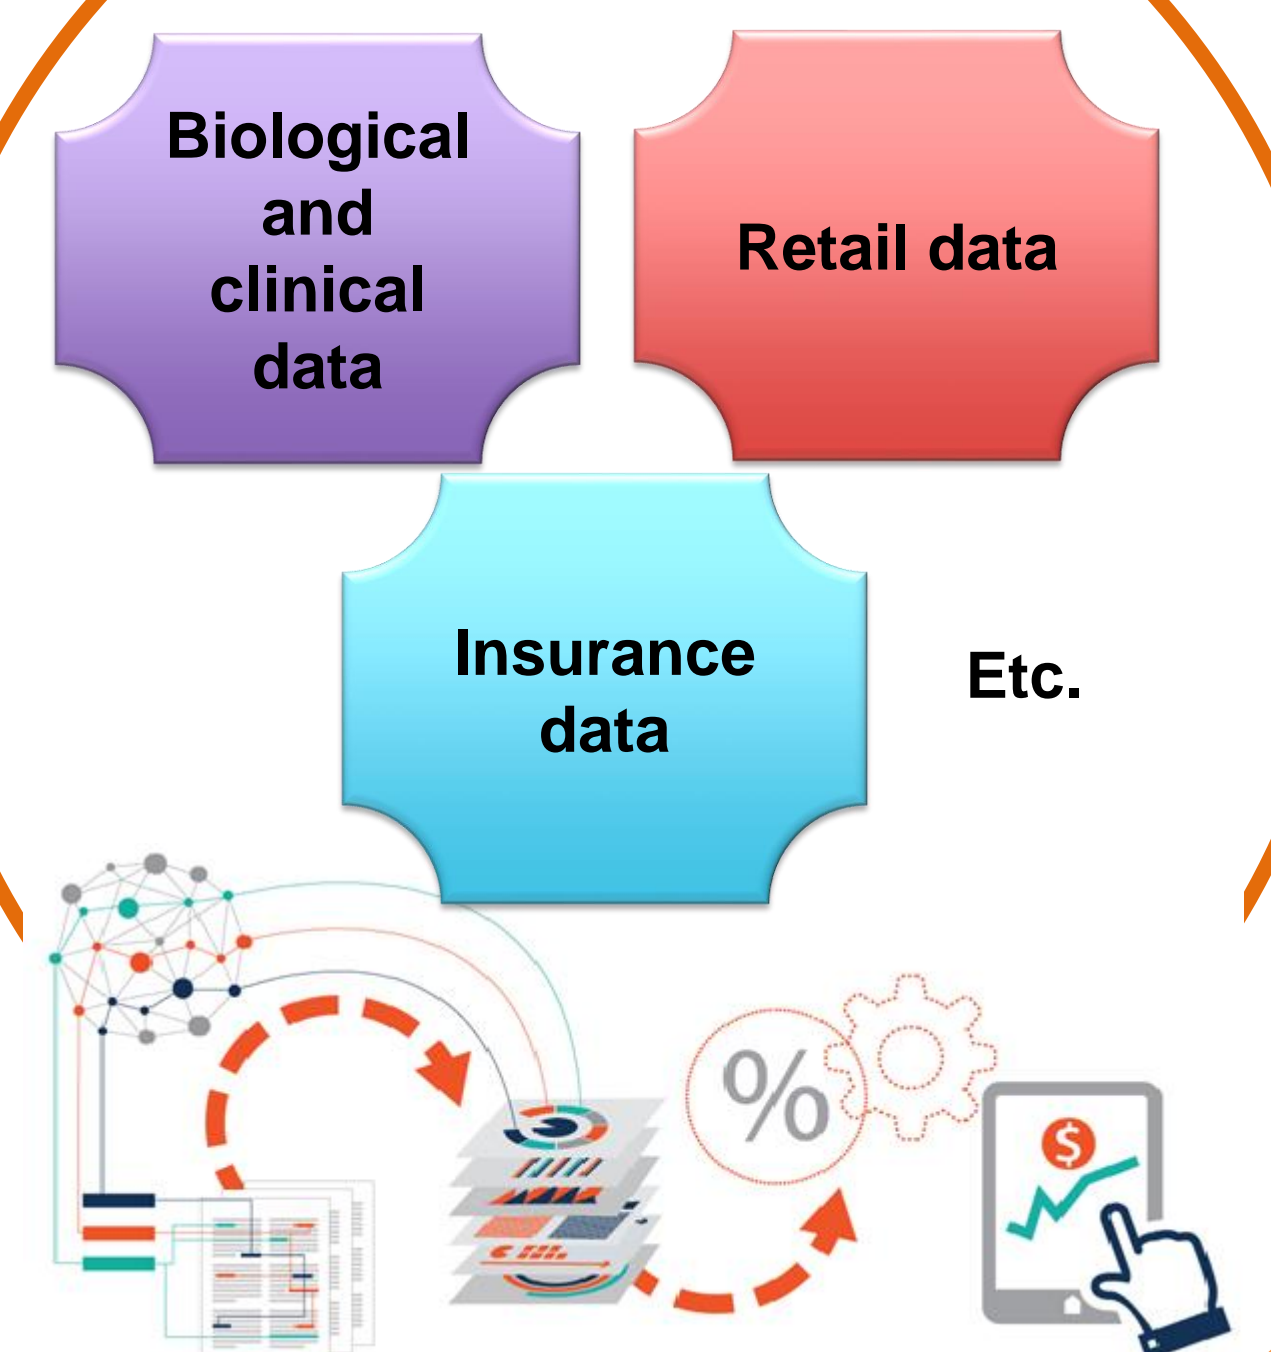 Biological
and
clinical
data
Retail data
Insurance
data
Etc.
%
$